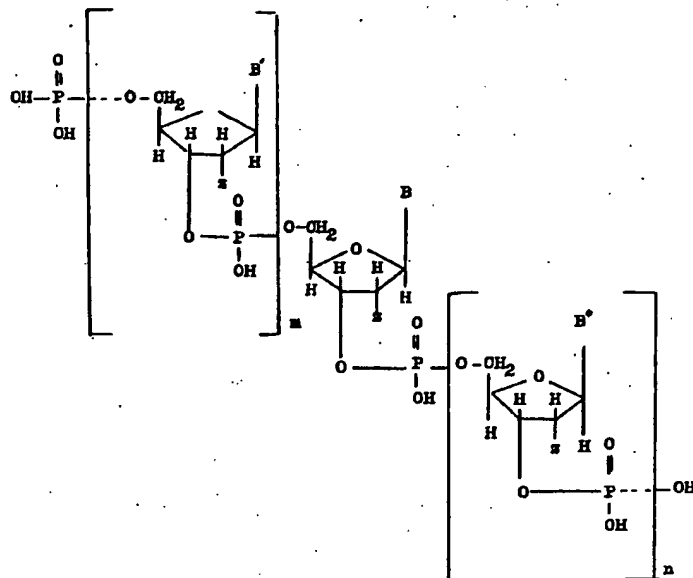 O
B'
OH—P----O—CH2
OH
H H
H H
z
O
B
O—P—O—CH2
O
OH
H H
H H
z
m
O
B"
O—P—O—CH2
O
OH
H H
H H
z
O
O—P----OH
OH
n